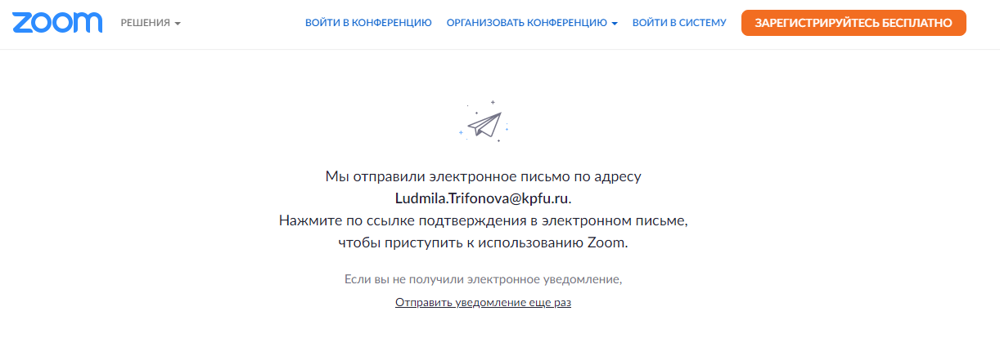 zoom РЕШЕНИЯ ВОЙТИ В КОНФЕРЕНЦИЮ ОРГАНИЗОВАТЬ КОНФЕРЕНЦИЮ ВОЙТИ В СИСТЕМУ ЗАРЕГИСТРИРУЙТЕСЬ БЕСПЛАТНО
Мы отправили электронное письмо по адресу
Ludmila.Trifonova@kpfu.ru.
Нажмите по ссылке подтверждения в электронном письме,
чтобы приступить к использованию Zoom.
Если вы не получили электронное уведомление,
Отправить уведомление еще раз